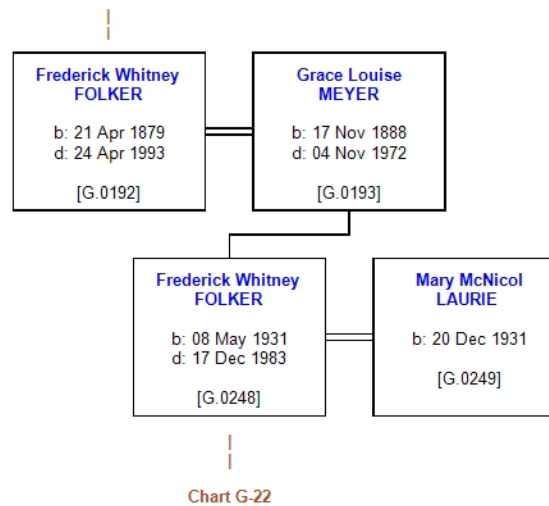 Frederick Whitney
FOLKER
b: 21 Apr 1879
d: 24 Apr 1993
[G.0192]
Grace Louise
MEYER
b: 17 Nov 1888
d: 04 Nov 1972
[G.0193]
Frederick Whitney
FOLKER
b: 08 May 1931
d: 17 Dec 1983
[G.0248]
Mary McNicol
LAURIE
b: 20 Dec 1931
[G.0249]
Chart G-22